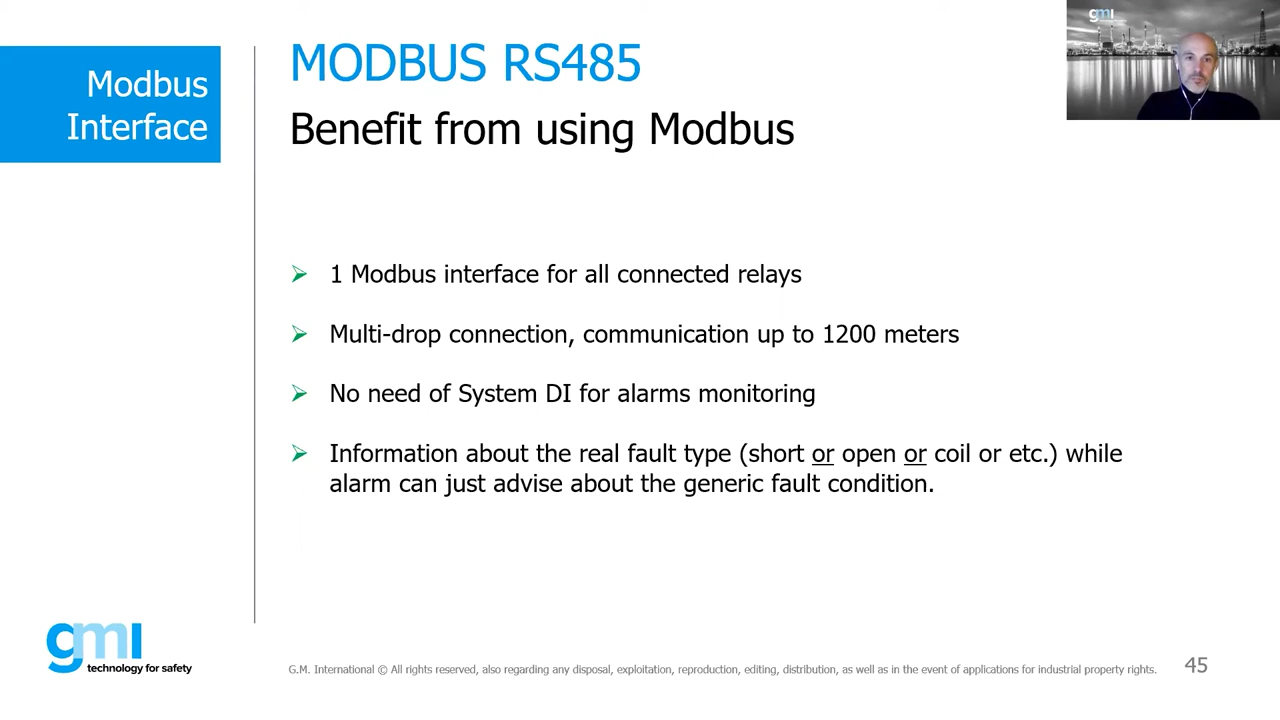 Modbus
Interface
MODBUS RS485
Benefit from using Modbus
gmi
1 Modbus interface for all connected relays
Multi-drop connection, communication up to 1200 meters
No need of System DI for alarms monitoring
Information about the real fault type (short or open or coil or etc.) while
alarm can just advise about the generic fault condition.
gmi
technology for safety
G.M. International © All rights reserved, also regarding any disposal, exploitation, reproduction, editing, distribution, as well as in the event of applications for industrial property rights.
45